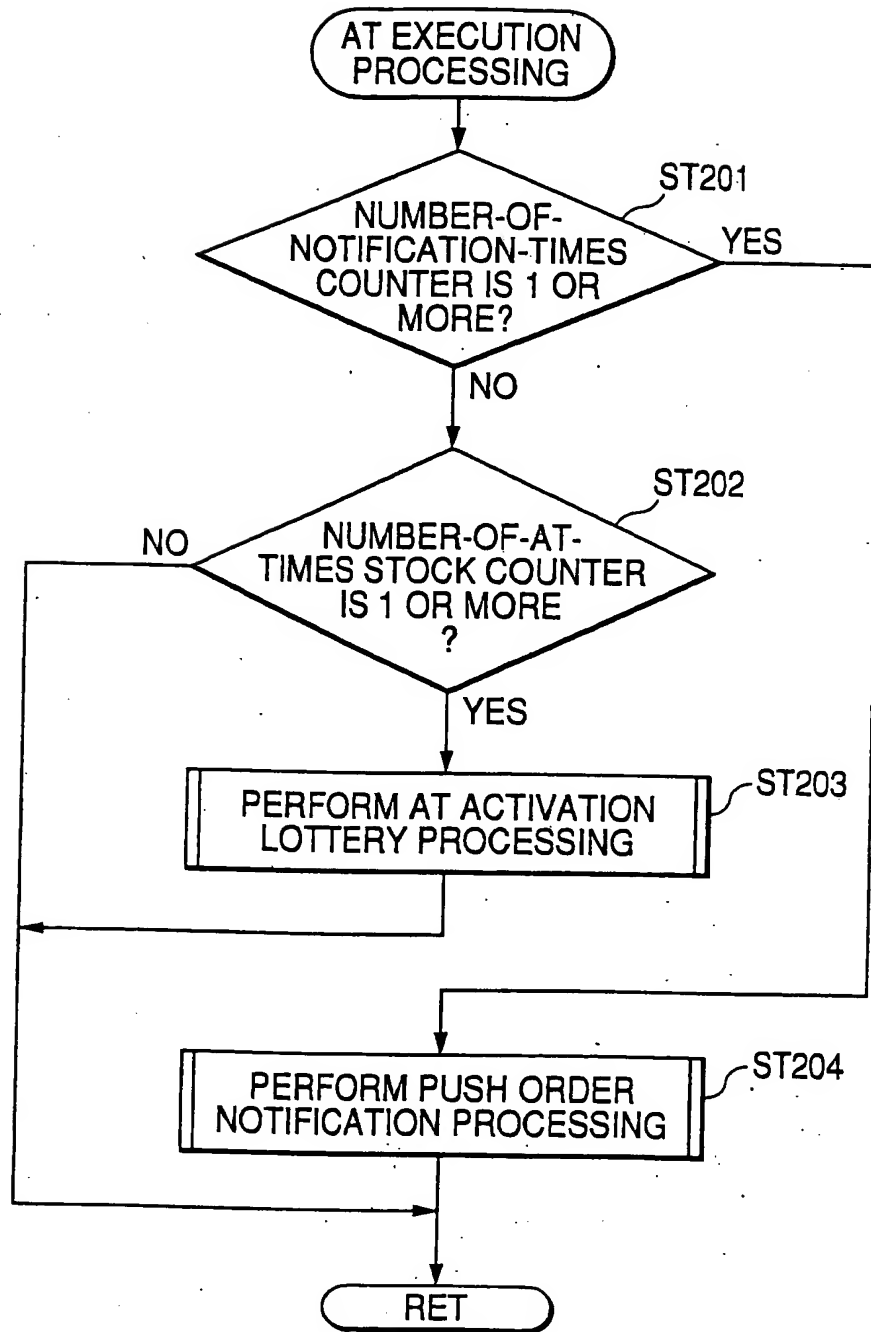 AT EXECUTION
PROCESSING
ST201
NUMBER-OF-
NOTIFICATION-TIMES
COUNTER IS 1 OR
MORE?
YES
NO
ST202
NO
NUMBER-OF-AT-
TIMES STOCK COUNTER
IS 1 OR MORE
?
YES
ST203
PERFORM AT ACTIVATION
LOTTERY PROCESSING
ST204
PERFORM PUSH ORDER
NOTIFICATION PROCESSING
RET